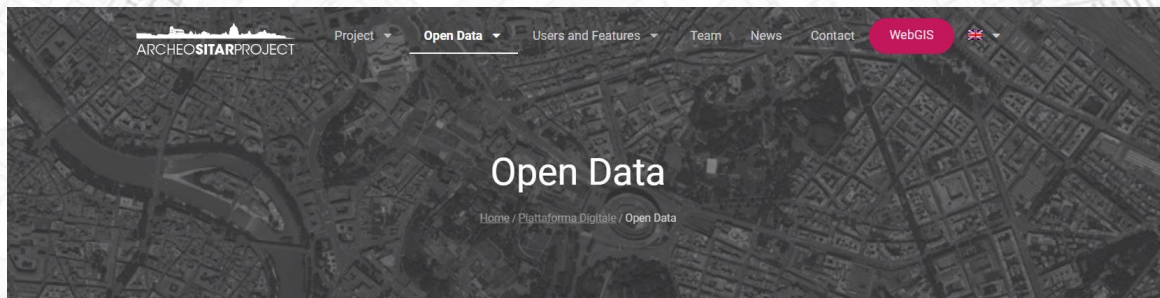 ARCHEOSITARPROJECT
Project
Open Data
Users and Features
Team
News
Contact
WebGIS
Open Data
Home / Piattaforma Digitale / Open Data